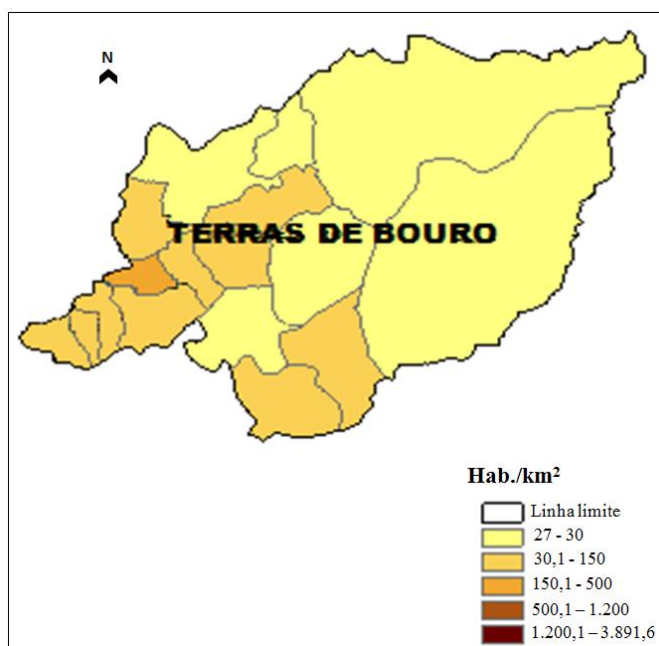 N
TERRAS DE BOURO
Hab./km²
Linha limite
27 - 30
30,1 - 150
150,1 - 500
500,1 – 1.200
1.200,1 – 3.891,6